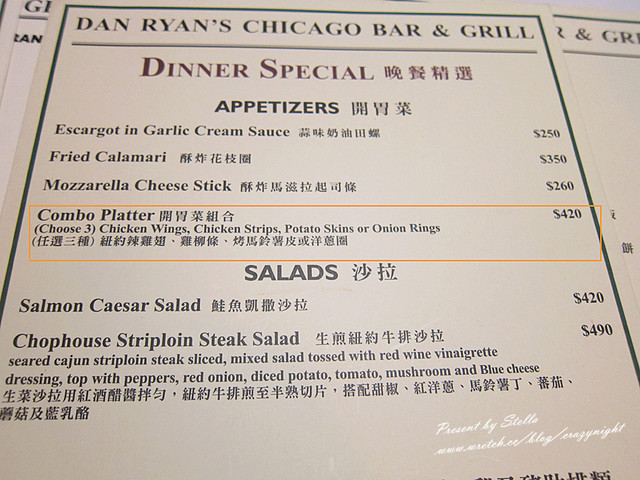 GI
RAN
R & GRI
DAN RYAN'S CHICAGO BAR & GRILL
DINNER SPECIAL 晚餐精選
APPETIZERS 開胃菜
Escargot in Garlic Cream Sauce 蒜味奶油田螺 $250
Fried Calamari 酥炸花枝圈 $350
Mozzarella Cheese Stick 酥炸馬滋拉起司條 $260
Combo Platter 開胃菜組合 $420
(Choose 3) Chicken Wings, Chicken Strips, Potato Skins or Onion Rings
(任選三種) 紐約辣雞翅、雞柳條、烤馬鈴薯皮或洋蔥圈
餅
SALADS 沙拉
Salmon Caesar Salad 鮭魚凱撒沙拉 $420
Chophouse Striploin Steak Salad 生煎紐約牛排沙拉 $490
seared cajun striploin steak sliced, mixed salad tossed with red wine vinaigrette
dressing, top with peppers, red onion, diced potato, tomato, mushroom and Blue cheese
生菜沙拉用紅酒醋醬拌勻，紐約牛排煎至半熟切片，搭配甜椒、紅洋蔥、馬鈴薯丁、蕃茄、
蘑菇及藍乳酪
Present by Stella
www.wretch.cc/blog/crazynight